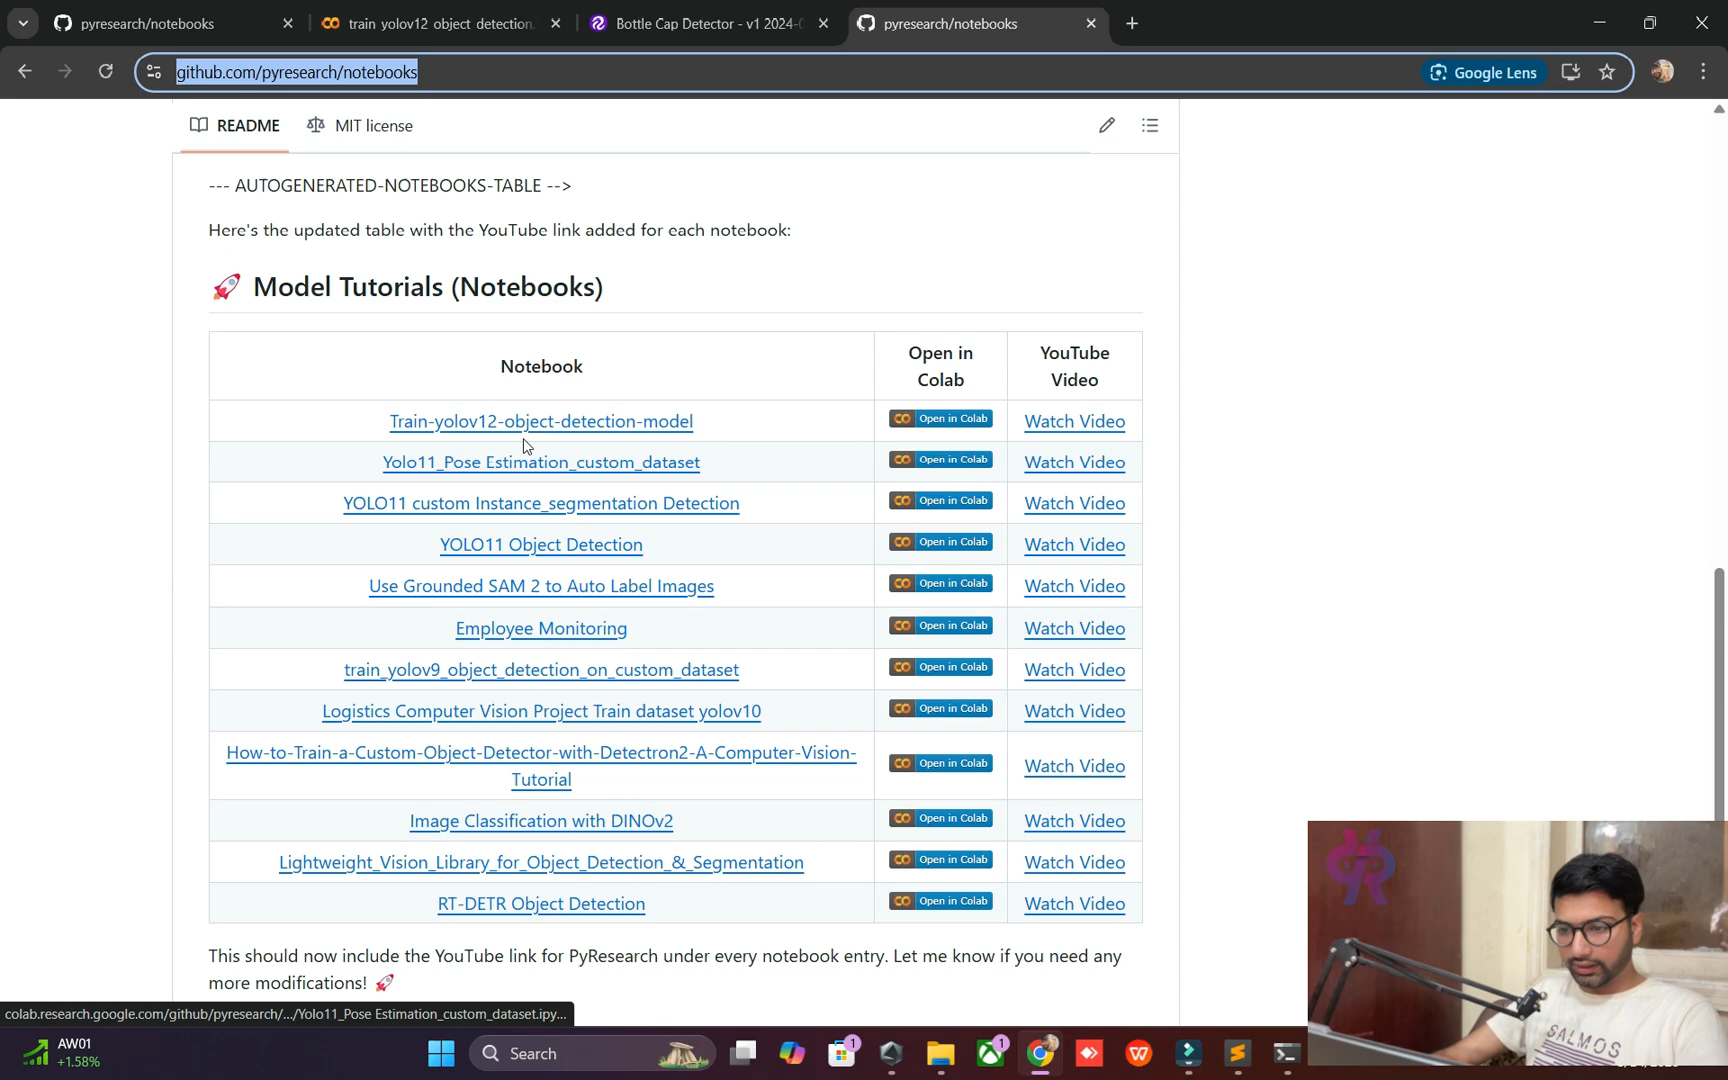 pyresearch/notebooks
train yolov12 object detection
Bottle Cap Detector - v1 2024-
pyresearch/notebooks
github.com/pyresearch/notebooks
Google Lens
README
MIT license
--- AUTOGENERATED-NOTEBOOKS-TABLE -->
Here's the updated table with the YouTube link added for each notebook:
🚀 Model Tutorials (Notebooks)
Notebook
Open in
Colab
YouTube
Video
Train-yolov12-object-detection-model
Open in Colab
Watch Video
Yolo11_Pose Estimation_custom_dataset
Open in Colab
Watch Video
YOLO11 custom Instance_segmentation Detection
Open in Colab
Watch Video
YOLO11 Object Detection
Open in Colab
Watch Video
Use Grounded SAM 2 to Auto Label Images
Open in Colab
Watch Video
Employee Monitoring
Open in Colab
Watch Video
train_yolov9_object_detection_on_custom_dataset
Open in Colab
Watch Video
Logistics Computer Vision Project Train dataset yolov10
Open in Colab
Watch Video
How-to-Train-a-Custom-Object-Detector-with-Detectron2-A-Computer-Vision-
Tutorial
Open in Colab
Watch Video
Image Classification with DINOv2
Open in Colab
Watch Video
Lightweight_Vision_Library_for_Object_Detection_&_Segmentation
Open in Colab
Watch Video
RT-DETR Object Detection
Open in Colab
Watch Video
This should now include the YouTube link for PyResearch under every notebook entry. Let me know if you need any
more modifications! 🚀
colab.research.google.com/github/pyresearch/.../Yolo11_Pose Estimation_custom_dataset.ipy...
AW01
+1.58%
Search
1
1
SALMOS